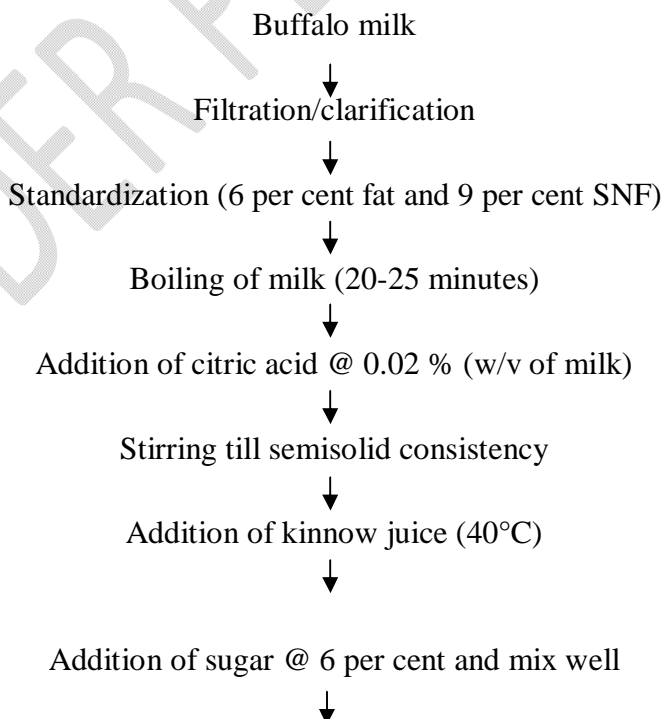 Buffalo milk
Filtration/clarification
Standardization (6 per cent fat and 9 per cent SNF)
Boiling of milk (20-25 minutes)
Addition of citric acid @ 0.02 % (w/v of milk)
Stirring till semisolid consistency
Addition of kinnow juice (40°C)
Addition of sugar @ 6 per cent and mix well